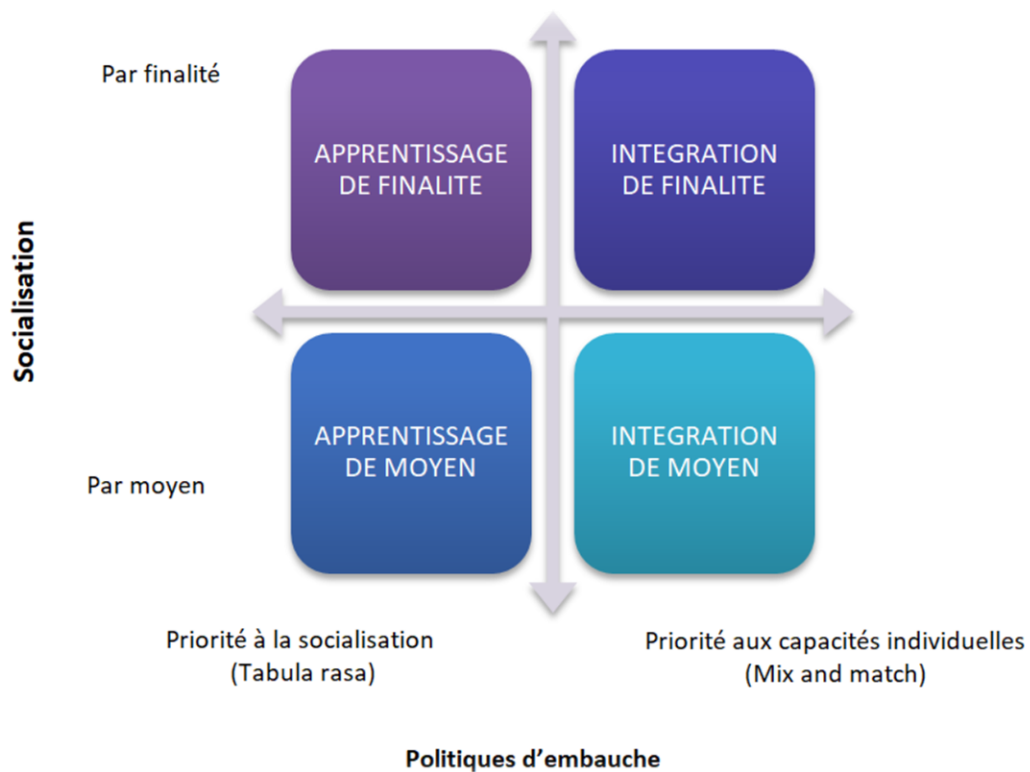 Par finalité
APPRENTISSAGE
DE FINALITE
INTEGRATION
DE FINALITE
Socialisation
APPRENTISSAGE
DE MOYEN
INTEGRATION
DE MOYEN
Par moyen
Priorité à la socialisation
(Tabula rasa)
Priorité aux capacités individuelles
(Mix and match)
Politiques d’embauche